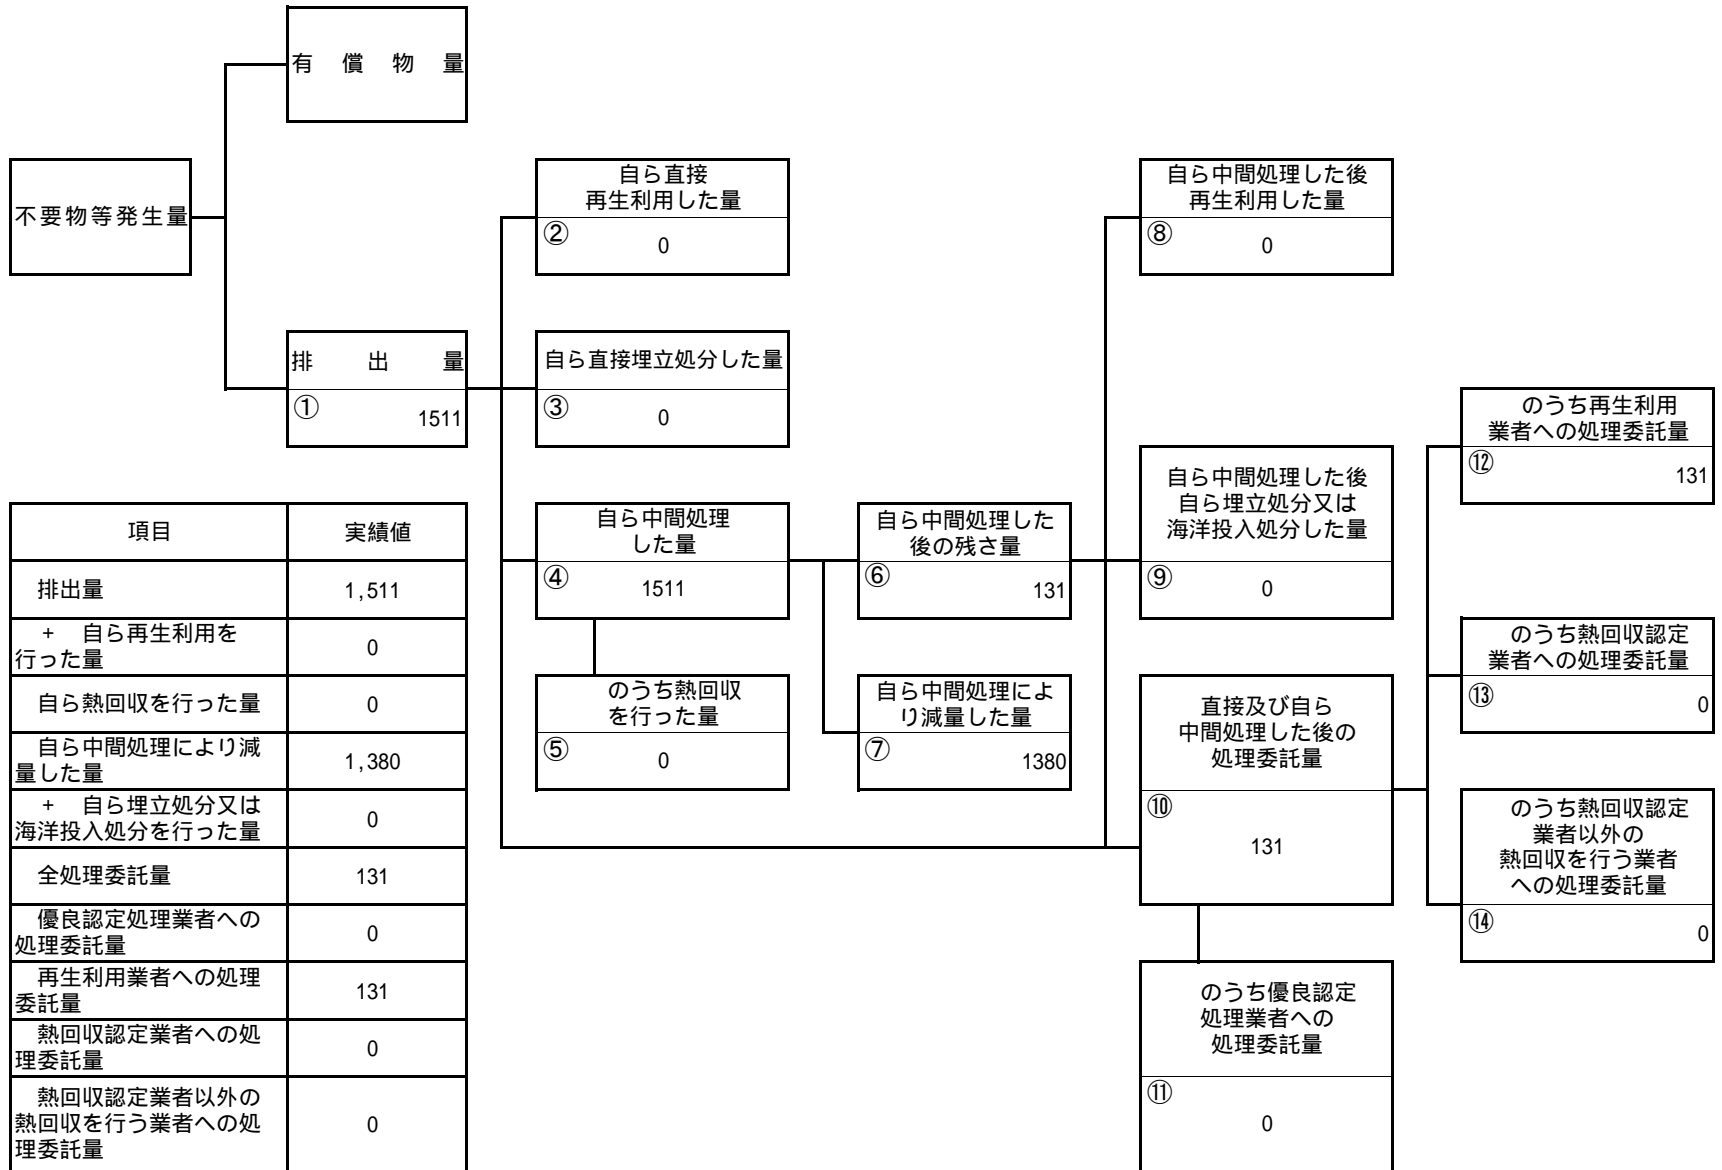 有償物量
不要物等発生量
自ら直接
再生利用した量
② 0
自ら中間処理した後
再生利用した量
⑧ 0
排出量
① 1511
自ら直接埋立処分した量
③ 0
のうち再生利用
業者への処理委託量
⑫ 131
自ら中間処理
した量
④ 1511
自ら中間処理した
後の残さ量
⑥ 131
自ら中間処理した後
自ら埋立処分又は
海洋投入処分した量
⑨ 0
のうち熱回収認定
業者への処理委託量
⑬ 0
のうち熱回収
を行った量
⑤ 0
自ら中間処理によ
り減量した量
⑦ 1380
直接及び自ら
中間処理した後の
処理委託量
⑩ 131
のうち熱回収認定
業者以外の
熱回収を行う業者
への処理委託量
⑭ 0
のうち優良認定
処理業者への
処理委託量
⑪ 0
項目 実績値
排出量 1,511
+ 自ら再生利用を
行った量 0
自ら熱回収を行った量 0
自ら中間処理により減
量した量 1,380
+ 自ら埋立処分又は
海洋投入処分を行った量 0
全処理委託量 131
優良認定処理業者への
処理委託量 0
再生利用業者への処理
委託量 131
熱回収認定業者への処
理委託量 0
熱回収認定業者以外の
熱回収を行う業者への処
理委託量 0